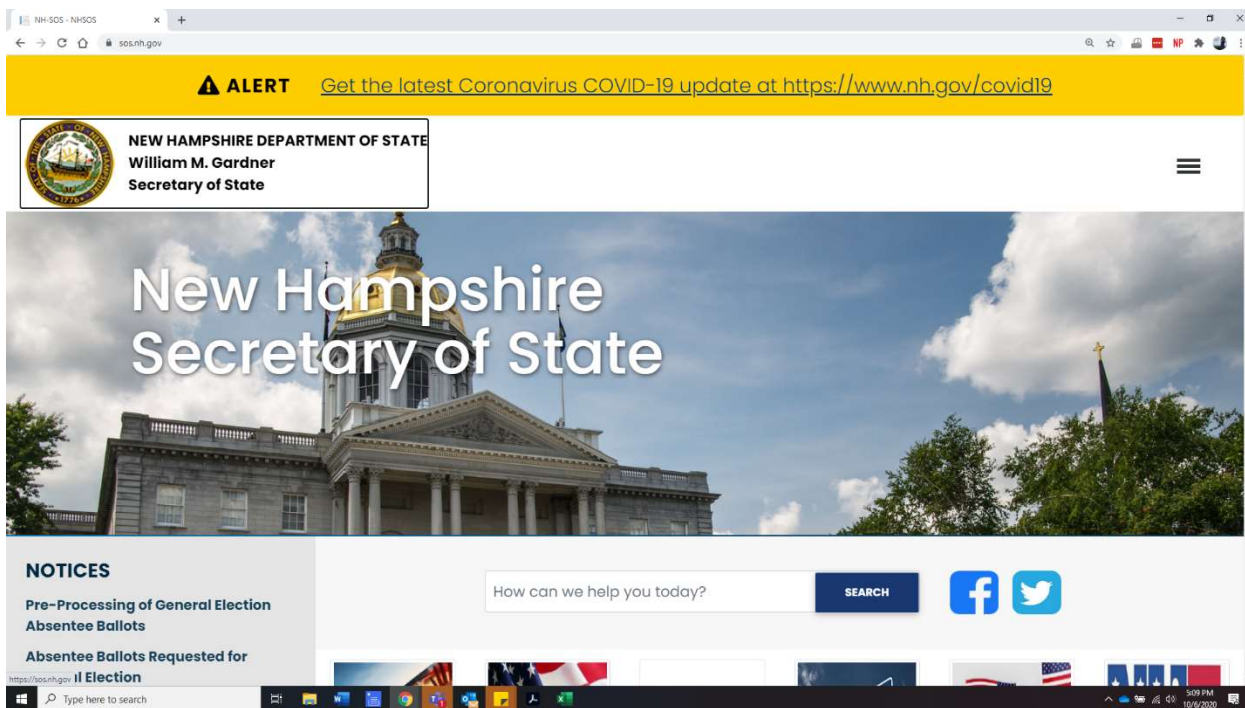 NH-SOS - NHSOS
sos.nh.gov
NP
ALERT Get the latest Coronavirus COVID-19 update at https://www.nh.gov/covid19
NEW HAMPSHIRE DEPARTMENT OF STATE
William M. Gardner
Secretary of State
New Hampshire
Secretary of State
NOTICES
Pre-Processing of General Election
Absentee Ballots
Absentee Ballots Requested for
l Election
https://sos.nh.gov
How can we help you today?
SEARCH
Type here to search
5:09 PM
10/6/2020